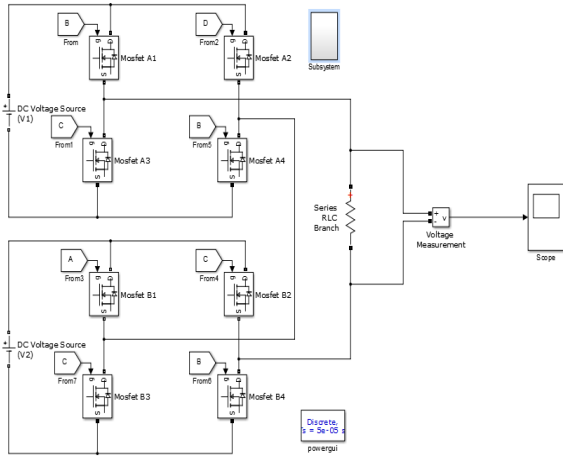 B
From
g
D
S
Mosfet A1
D
From2
g
D
S
Mosfet A2
Subsystem
+
DC Voltage Source
(V1)
C
From1
g
D
S
Mosfet A3
B
From5
g
D
S
Mosfet A4
+
Series
RLC
Branch
+
-
v
Voltage
Measurement
Scope
A
From3
g
D
S
Mosfet B1
C
From4
g
D
S
Mosfet B2
+
DC Voltage Source
(V2)
C
From7
g
D
S
Mosfet B3
B
From6
g
D
S
Mosfet B4
Discrete,
s = 5e-05 s
powergui